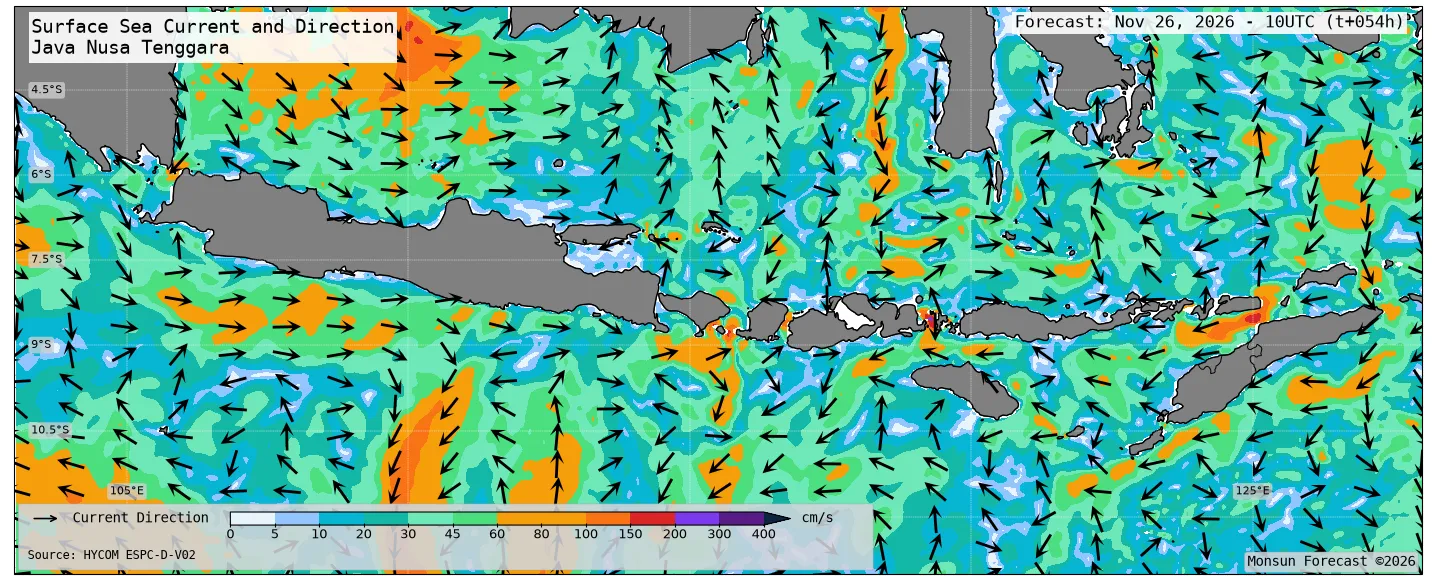 Surface Sea Current and Direction
Java Nusa Tenggara
Forecast: Nov 26, 2026 - 10UTC (t+054h)
4.5°S
6°S
7.5°S
9°S
10.5°S
105°E
125°E
Current Direction
0 5 10 20 30 45 60 80 100 150 200 300 400
cm/s
Source: HYCOM ESPC-D-V02
Monsun Forecast ©2026